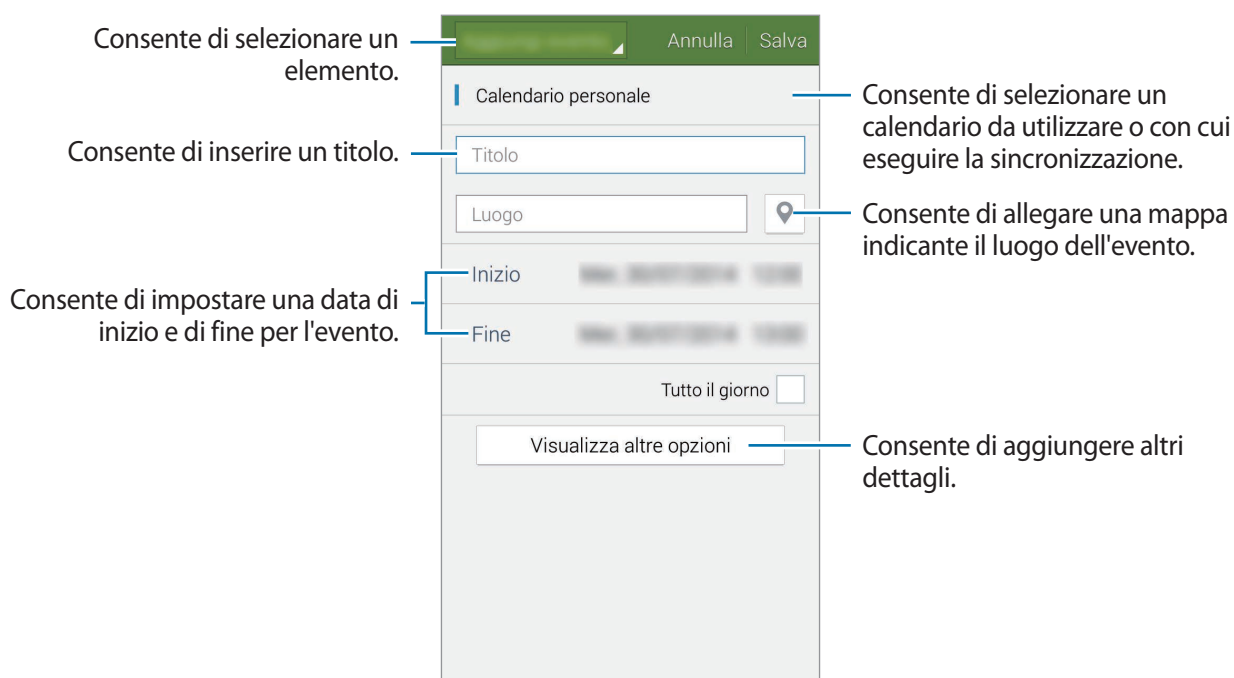 Consente di selezionare un
elemento.
Annulla Salva
Calendario personale
Consente di selezionare un
calendario da utilizzare o con cui
eseguire la sincronizzazione.
Consente di inserire un titolo.
Titolo
Luogo
Consente di allegare una mappa
indicante il luogo dell'evento.
Inizio
Consente di impostare una data di
inizio e di fine per l'evento.
Fine
Tutto il giorno
Visualizza altre opzioni
Consente di aggiungere altri
dettagli.